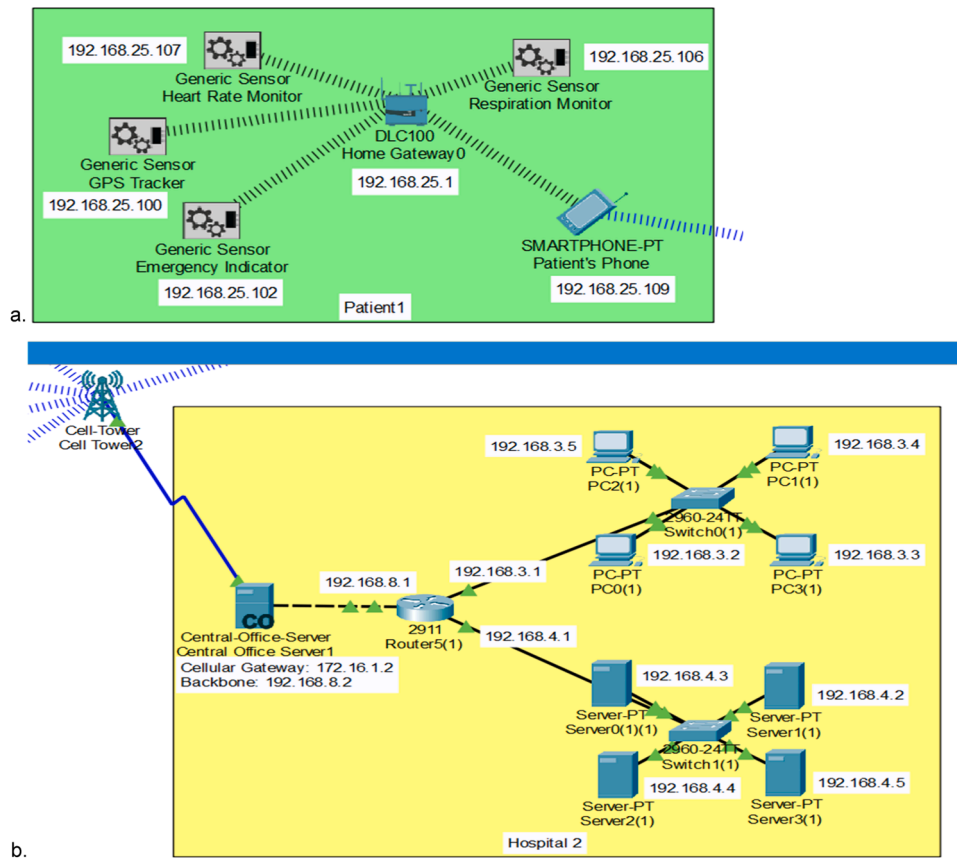 192.168.25.107
Generic Sensor
Heart Rate Monitor
192.168.25.106
Generic Sensor
Respiration Monitor
DLC100
Home Gateway0
192.168.25.1
Generic Sensor
GPS Tracker
192.168.25.100
Generic Sensor
Emergency Indicator
192.168.25.102
SMARTPHONE-PT
Patient's Phone
192.168.25.109
Patient1
a.
Cell-Tower
Cell Tower2
192.168.3.5
PC-PT
PC2(1)
192.168.3.4
PC-PT
PC1(1)
2960-24TT
Switch0(1)
192.168.3.2
PC-PT
PC0(1)
192.168.3.3
PC-PT
PC3(1)
192.168.8.1
192.168.3.1
CO
2911
Router5(1)
192.168.4.1
Central-Office-Server
Central Office Server1
Cellular Gateway: 172.16.1.2
Backbone: 192.168.8.2
192.168.4.3
Server-PT
Server0(1)(1)
192.168.4.2
Server-PT
Server1(1)
2960-24TT
Switch1(1)
192.168.4.4
Server-PT
Server2(1)
192.168.4.5
Server-PT
Server3(1)
Hospital 2
b.